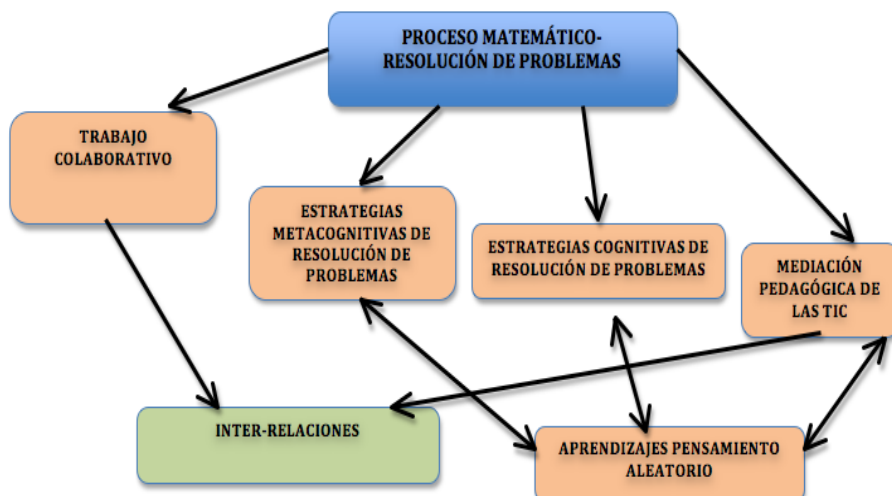 PROCESO MATEMÁTICO-
RESOLUCIÓN DE PROBLEMAS
TRABAJO
COLABORATIVO
ESTRATEGIAS
METACOGNITIVAS DE
RESOLUCIÓN DE
PROBLEMAS
ESTRATEGIAS COGNITIVAS DE
RESOLUCIÓN DE PROBLEMAS
MEDIACIÓN
PEDAGÓGICA DE
LAS TIC
INTER-RELACIONES
APRENDIZAJES PENSAMIENTO
ALEATORIO